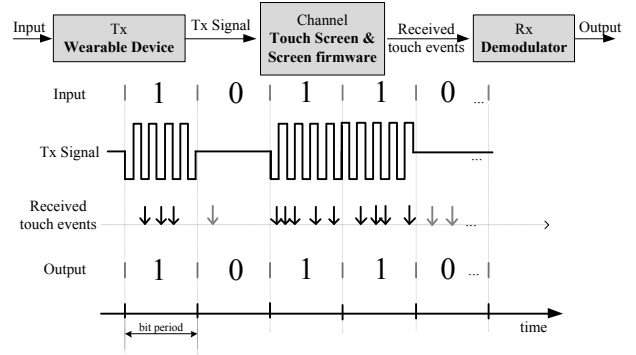 Input
Tx
Wearable Device
Tx Signal
Channel
Touch Screen &
Screen firmware
Received
touch events
Rx
Demodulator
Output
Input | 1 | 0 | 1 | 1 | 0 ... |
Tx Signal ...
Received
touch events ...
Output | 1 | 0 | 1 | 1 | 0 ... |
bit period
time